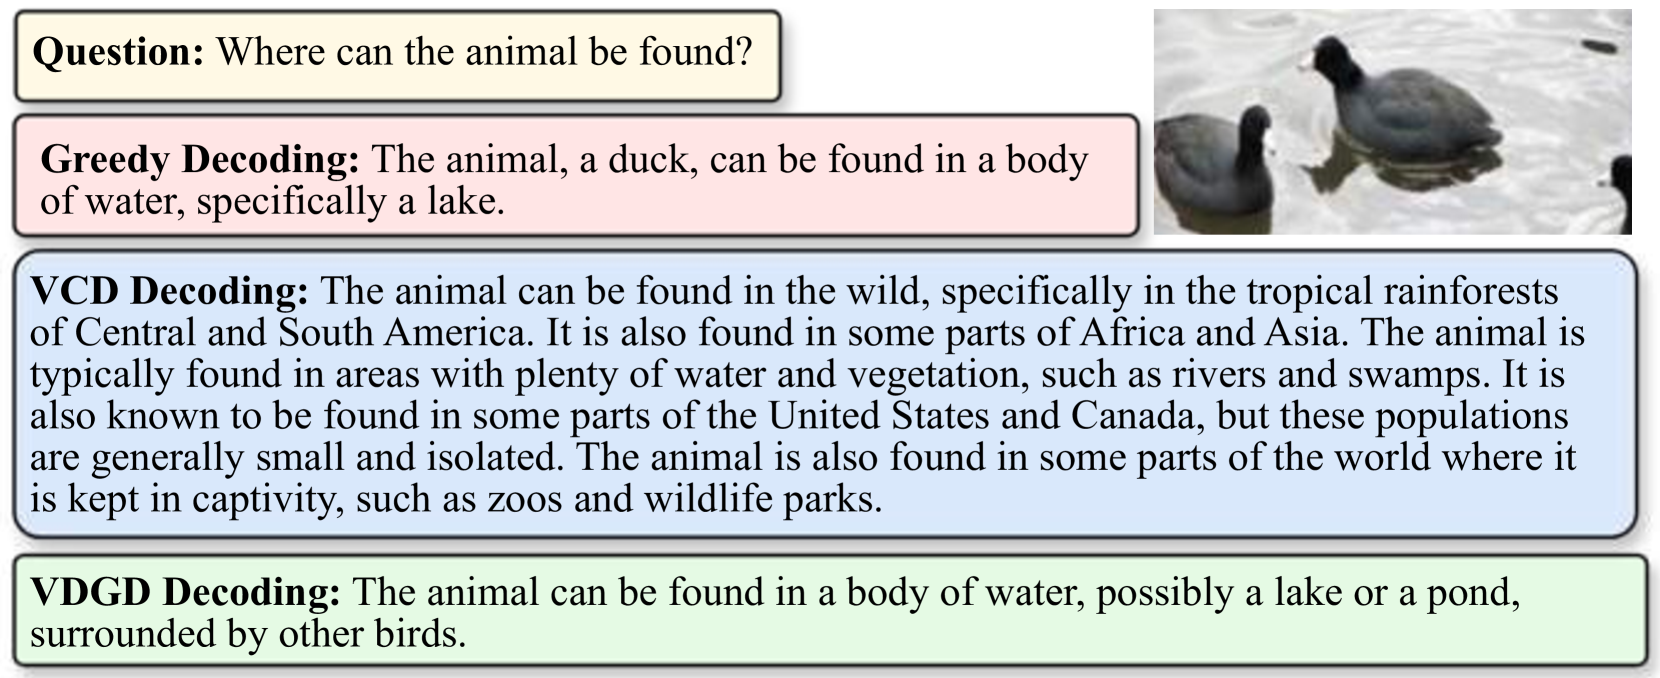 Question: Where can the animal be found?
Greedy Decoding: The animal, a duck, can be found in a body
of water, specifically a lake.
VCD Decoding: The animal can be found in the wild, specifically in the tropical rainforests
of Central and South America. It is also found in some parts of Africa and Asia. The animal is
typically found in areas with plenty of water and vegetation, such as rivers and swamps. It is
also known to be found in some parts of the United States and Canada, but these populations
are generally small and isolated. The animal is also found in some parts of the world where it
is kept in captivity, such as zoos and wildlife parks.
VDGD Decoding: The animal can be found in a body of water, possibly a lake or a pond,
surrounded by other birds.